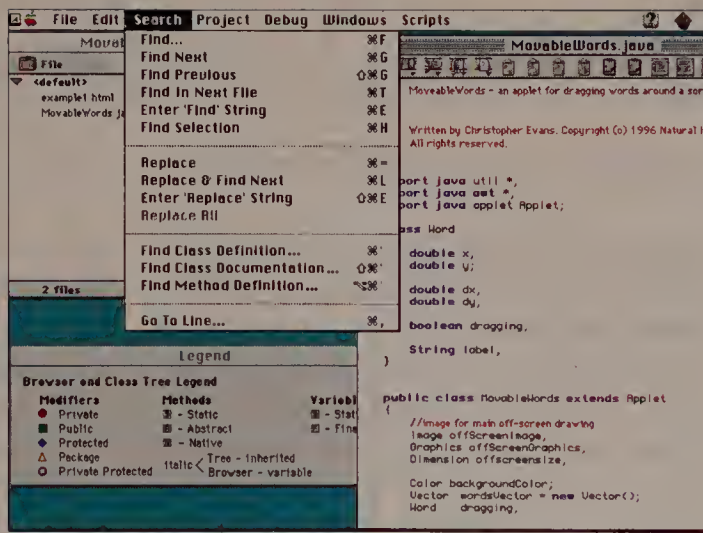 File Edit Search Project Debug Windows Scripts
Find... ⌘F
Find Next ⌘G
Find Previous ⇧⌘G
Find in Next File ⌘T
Enter 'Find' String ⌘E
Find Selection ⌘H
Replace ⌘=
Replace & Find Next ⌘L
Enter 'Replace' String ⇧⌘E
Replace All
Find Class Definition... ⌘'
Find Class Documentation... ⇧⌘'
Find Method Definition... ⌥⌘'
Go To Line... ⌘,
Movabl
File
<default>
example1 html
MovableWords ja
2 files
Legend
Browser and Class Tree Legend
Modifiers Methods Variabl
Private - Static - Stat
Public - Abstract - Fina
Protected - Native
Package
Private Protected
Italic < Tree - inherited
Browser - variable
MovableWords.java
MoveableWords - an applet for dragging words around a
Written by Christopher Evans. Copyright (c) 1996 Natural
All rights reserved.
port java util *,
port java awt *,
port java applet Applet;
ass Word
double x,
double y;
double dx,
double dy,
boolean dragging,
String label,
}
public class MovableWords extends Applet
{
//image for main off-screen drawing
Image offScreenImage,
Graphics offScreenGraphics,
Dimension offscreensize,
Color backgroundColor;
Vector wordsVector = new Vector();
Word dragging,